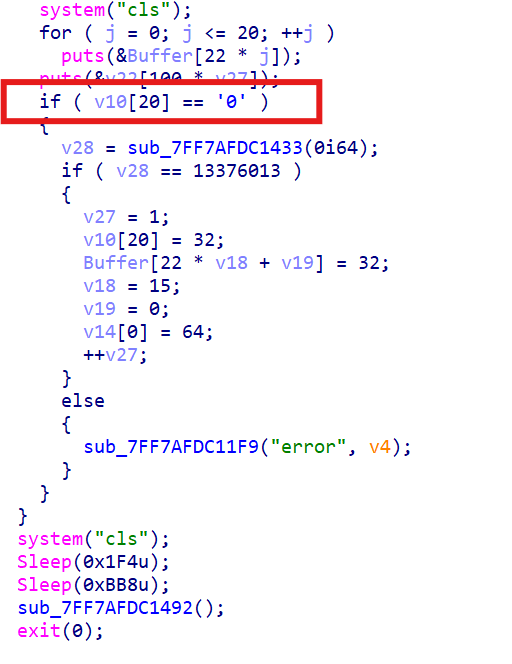 system("cls");
for ( j = 0; j <= 20; ++j )
puts(&Buffer[22 * j]);
puts(&v22[100 * v27]);
if ( v10[20] == '0' )
{
v28 = sub_7FF7AFDC1433(0i64);
if ( v28 == 13376013 )
{
v27 = 1;
v10[20] = 32;
Buffer[22 * v18 + v19] = 32;
v18 = 15;
v19 = 0;
v14[0] = 64;
++v27;
}
else
{
sub_7FF7AFDC11F9("error", v4);
}
}
}
system("cls");
Sleep(0x1F4u);
Sleep(0xBB8u);
sub_7FF7AFDC1492();
exit(0);